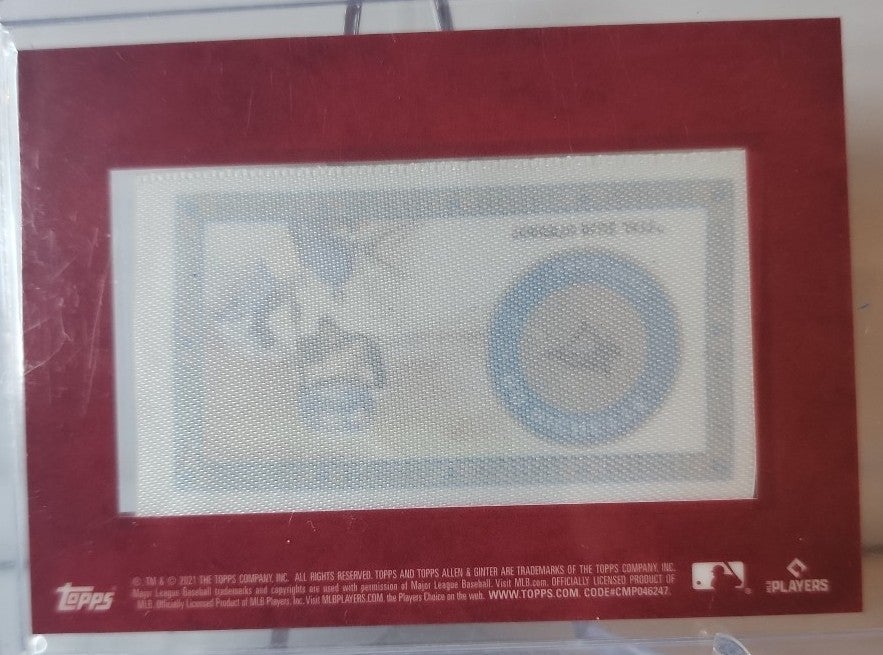 © TM & © 2021 THE TOPPS COMPANY, INC. ALL RIGHTS RESERVED. TOPPS AND TOPPS ALLEN & GINTER ARE TRADEMARKS OF THE TOPPS COMPANY, INC.
Major League Baseball trademarks and copyrights are used with permission of Major League Baseball. Visit MLB.com. OFFICIALLY LICENSED PRODUCT OF
MLB. Officially Licensed Product of MLB Players, Inc. Visit MLBPLAYERS.COM, the Players Choice on the web. WWW.TOPPS.COM. CODE#CMP046247.
topps
MLB PLAYERS